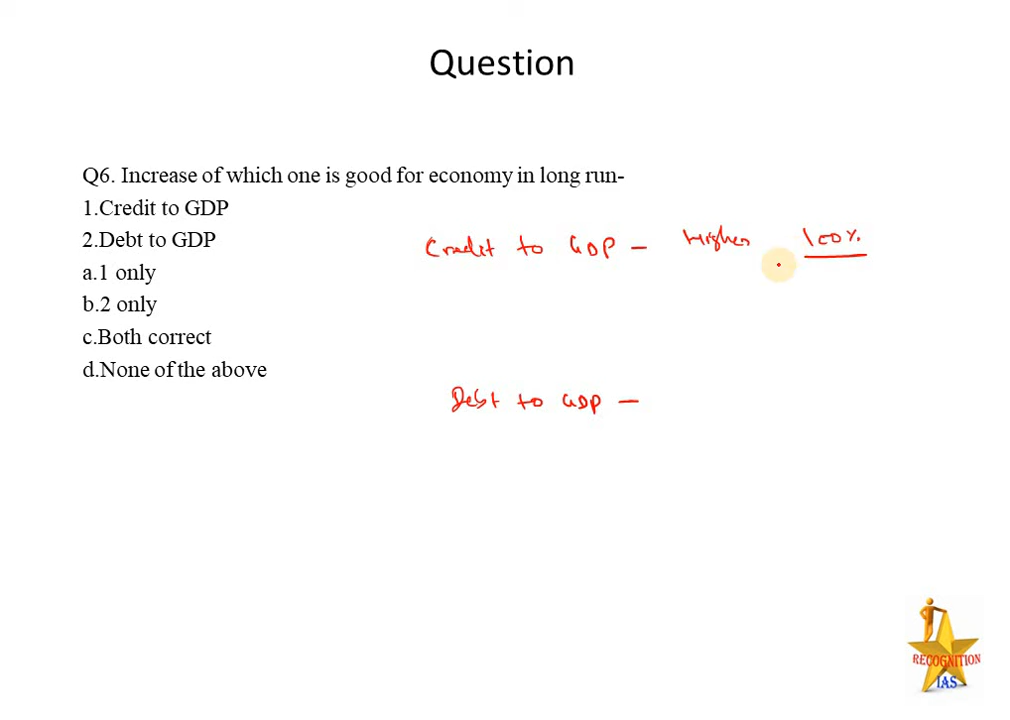 Question
Q6. Increase of which one is good for economy in long run-
1.Credit to GDP
2.Debt to GDP
a.1 only
b.2 only
c.Both correct
d.None of the above
Credit to GDP – Higher 100%
Debt to GDP –
RECOGNITION
IAS